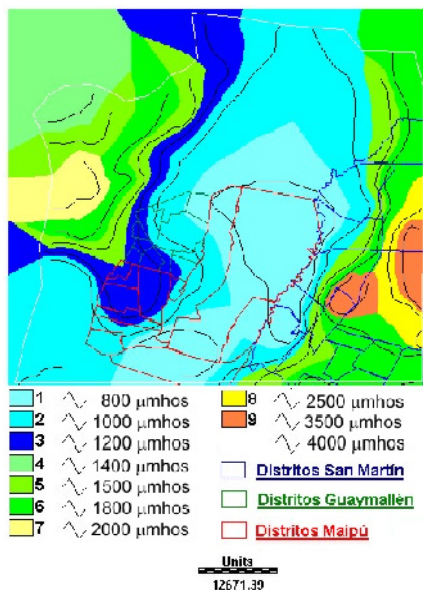 1 800 µmhos
2 1000 µmhos
3 1200 µmhos
4 1400 µmhos
5 1500 µmhos
6 1800 µmhos
7 2000 µmhos
8 2500 µmhos
9 3500 µmhos
4000 µmhos
Distritos San Martín
Distritos Guaymallén
Distritos Maipú
Units
12671.39